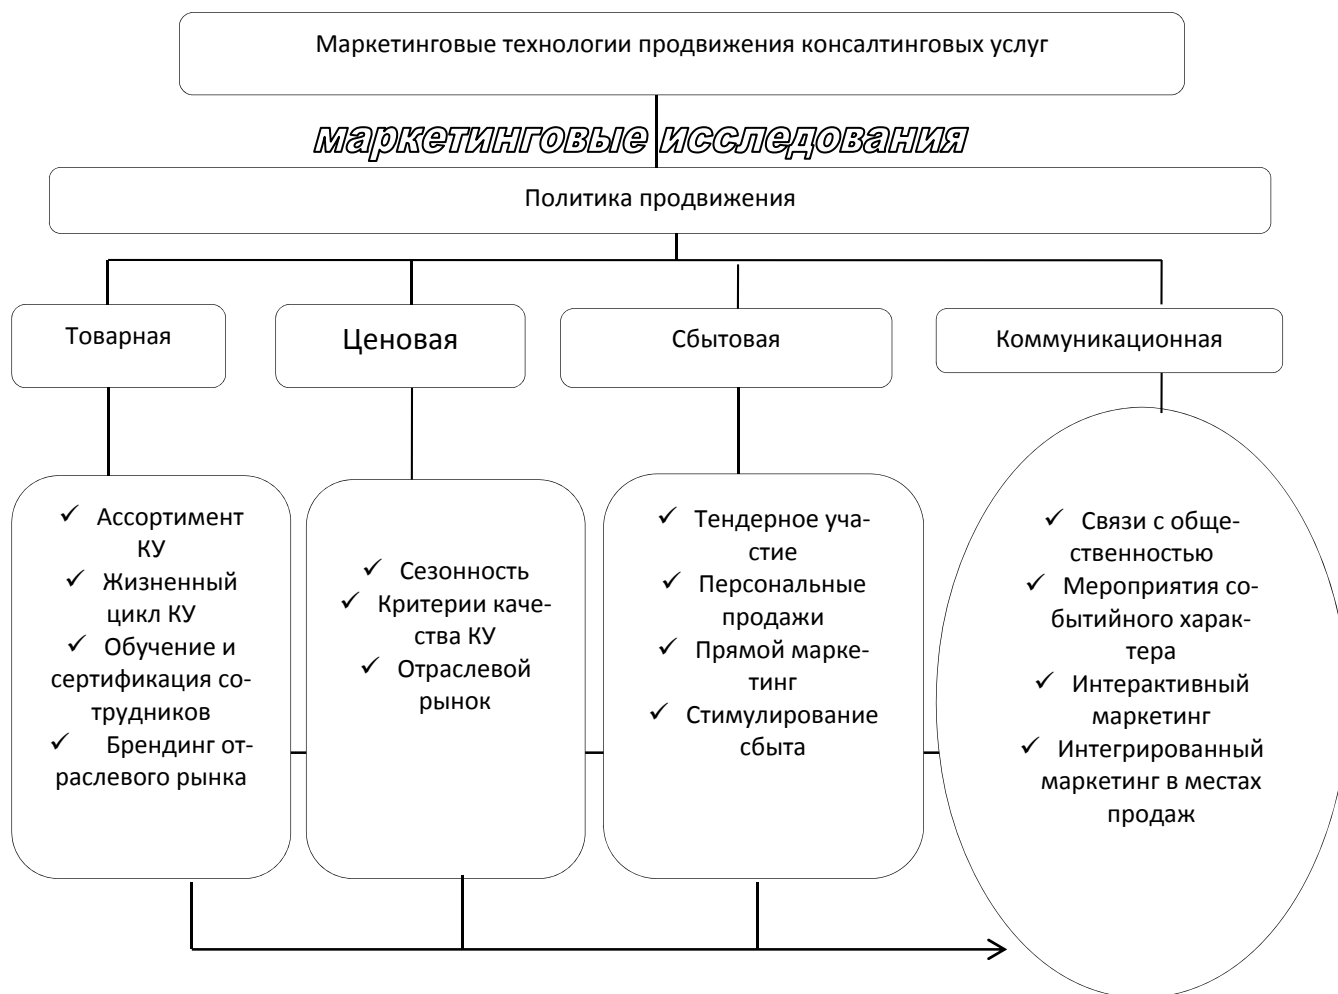 Маркетинговые технологии продвижения консалтинговых услуг
маркетинговые исследования
Политика продвижения
Товарная
Ценовая
Сбытовая
Коммуникационная
✓ Ассортимент
КУ
✓ Жизненный
цикл КУ
✓ Обучение и
сертификация со-
трудников
✓ Брендинг от-
раслевого рынка
✓ Сезонность
✓ Критерии каче-
ства КУ
✓ Отраслевой
рынок
✓ Тендерное уча-
стие
✓ Персональные
продажи
✓ Прямой марке-
тинг
✓ Стимулирование
сбыта
✓ Связи с обще-
ственностью
✓ Мероприятия со-
бытийного харак-
тера
✓ Интерактивный
маркетинг
✓ Интегрированный
маркетинг в местах
продаж